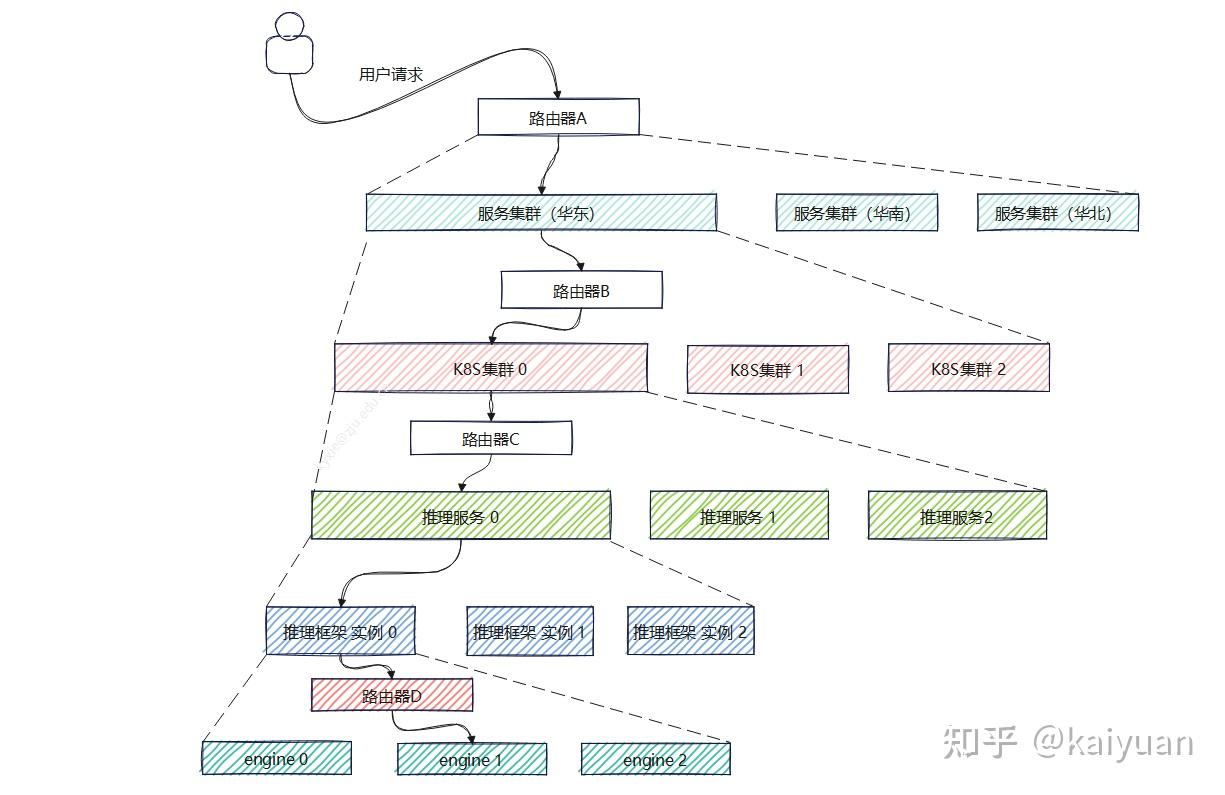 用户请求
路由器A
服务集群（华东）
服务集群（华南）
服务集群（华北）
路由器B
K8S集群 0
K8S集群 1
K8S集群 2
路由器C
推理服务 0
推理服务 1
推理服务2
推理框架 实例 0
推理框架 实例 1
推理框架 实例 2
路由器D
engine 0
engine 1
engine 2
知乎 @kaiyuan